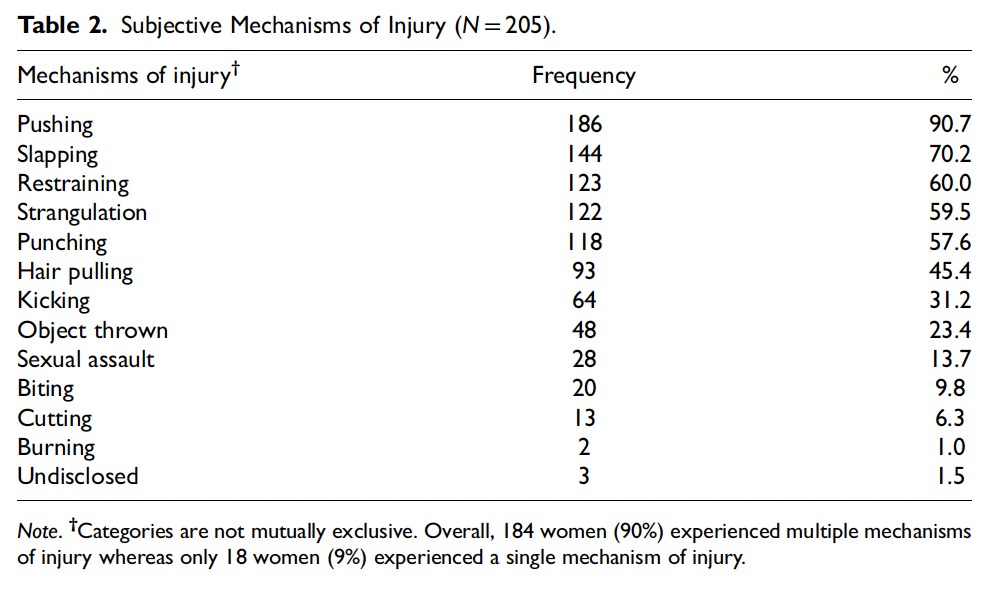 Table 2. Subjective Mechanisms of Injury (N = 205).
Mechanisms of injury† Frequency %
Pushing 186 90.7
Slapping 144 70.2
Restraining 123 60.0
Strangulation 122 59.5
Punching 118 57.6
Hair pulling 93 45.4
Kicking 64 31.2
Object thrown 48 23.4
Sexual assault 28 13.7
Biting 20 9.8
Cutting 13 6.3
Burning 2 1.0
Undisclosed 3 1.5
Note. †Categories are not mutually exclusive. Overall, 184 women (90%) experienced multiple mechanisms
of injury whereas only 18 women (9%) experienced a single mechanism of injury.